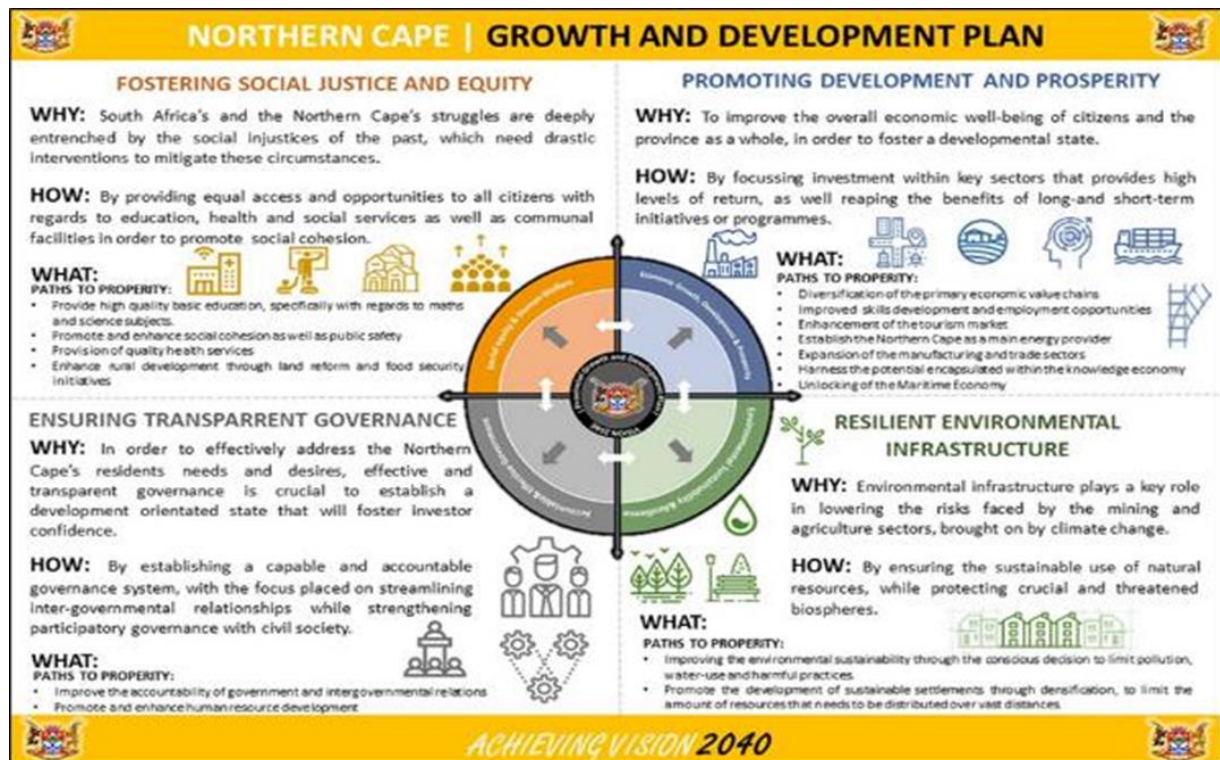 NORTHERN CAPE | GROWTH AND DEVELOPMENT PLAN
FOSTERING SOCIAL JUSTICE AND EQUITY
WHY: South Africa's and the Northern Cape's struggles are deeply
entrenched by the social injustices of the past, which need drastic
interventions to mitigate these circumstances.
HOW: By providing equal access and opportunities to all citizens with
regards to education, health and social services as well as communal
facilities in order to promote social cohesion.
WHAT:
PATHS TO PROPERTY:
• Provide high quality basic education, specifically with regards to maths
and science subjects.
• Promote and enhance social cohesion as well as public safety
• Provision of quality health services
• Enhance rural development through land reform and food security
initiatives
PROMOTING DEVELOPMENT AND PROSPERITY
WHY: To improve the overall economic well-being of citizens and the
province as a whole, in order to foster a developmental state.
HOW: By focussing investment within key sectors that provides high
levels of return, as well reaping the benefits of long-and short-term
initiatives or programmes.
WHAT:
PATHS TO PROPERTY:
• Diversification of the primary economic value chains
• Improved skills development and employment opportunities
• Enhancement of the tourism market
• Establish the Northern Cape as a main energy provider
• Expansion of the manufacturing and trade sectors
• Harness the potential encapsulated within the knowledge economy
• Unlocking of the Maritime Economy
ENSURING TRANSPARRENT GOVERNANCE
WHY: In order to effectively address the Northern
Cape's residents needs and desires, effective and
transparent governance is crucial to establish a
development orientated state that will foster investor
confidence.
HOW: By establishing a capable and accountable
governance system, with the focus placed on streamlining
inter-governmental relationships while strengthening
participatory governance with civil society.
WHAT:
PATHS TO PROPERTY:
• Improve the accountability of government and intergovernmental relations
• Promote and enhance human resource development
RESILIENT ENVIRONMENTAL
INFRASTRUCTURE
WHY: Environmental infrastructure plays a key role
in lowering the risks faced by the mining and
agriculture sectors, brought on by climate change.
HOW: By ensuring the sustainable use of natural
resources, while protecting crucial and threatened
biospheres.
WHAT:
PATHS TO PROPERTY:
• Improving the environmental sustainability through the conscious decision to limit pollution,
water-use and harmful practices.
• Promote the development of sustainable settlements through densification, to limit the
amount of resources that needs to be distributed over vast distances.
ACHIEVING VISION 2040